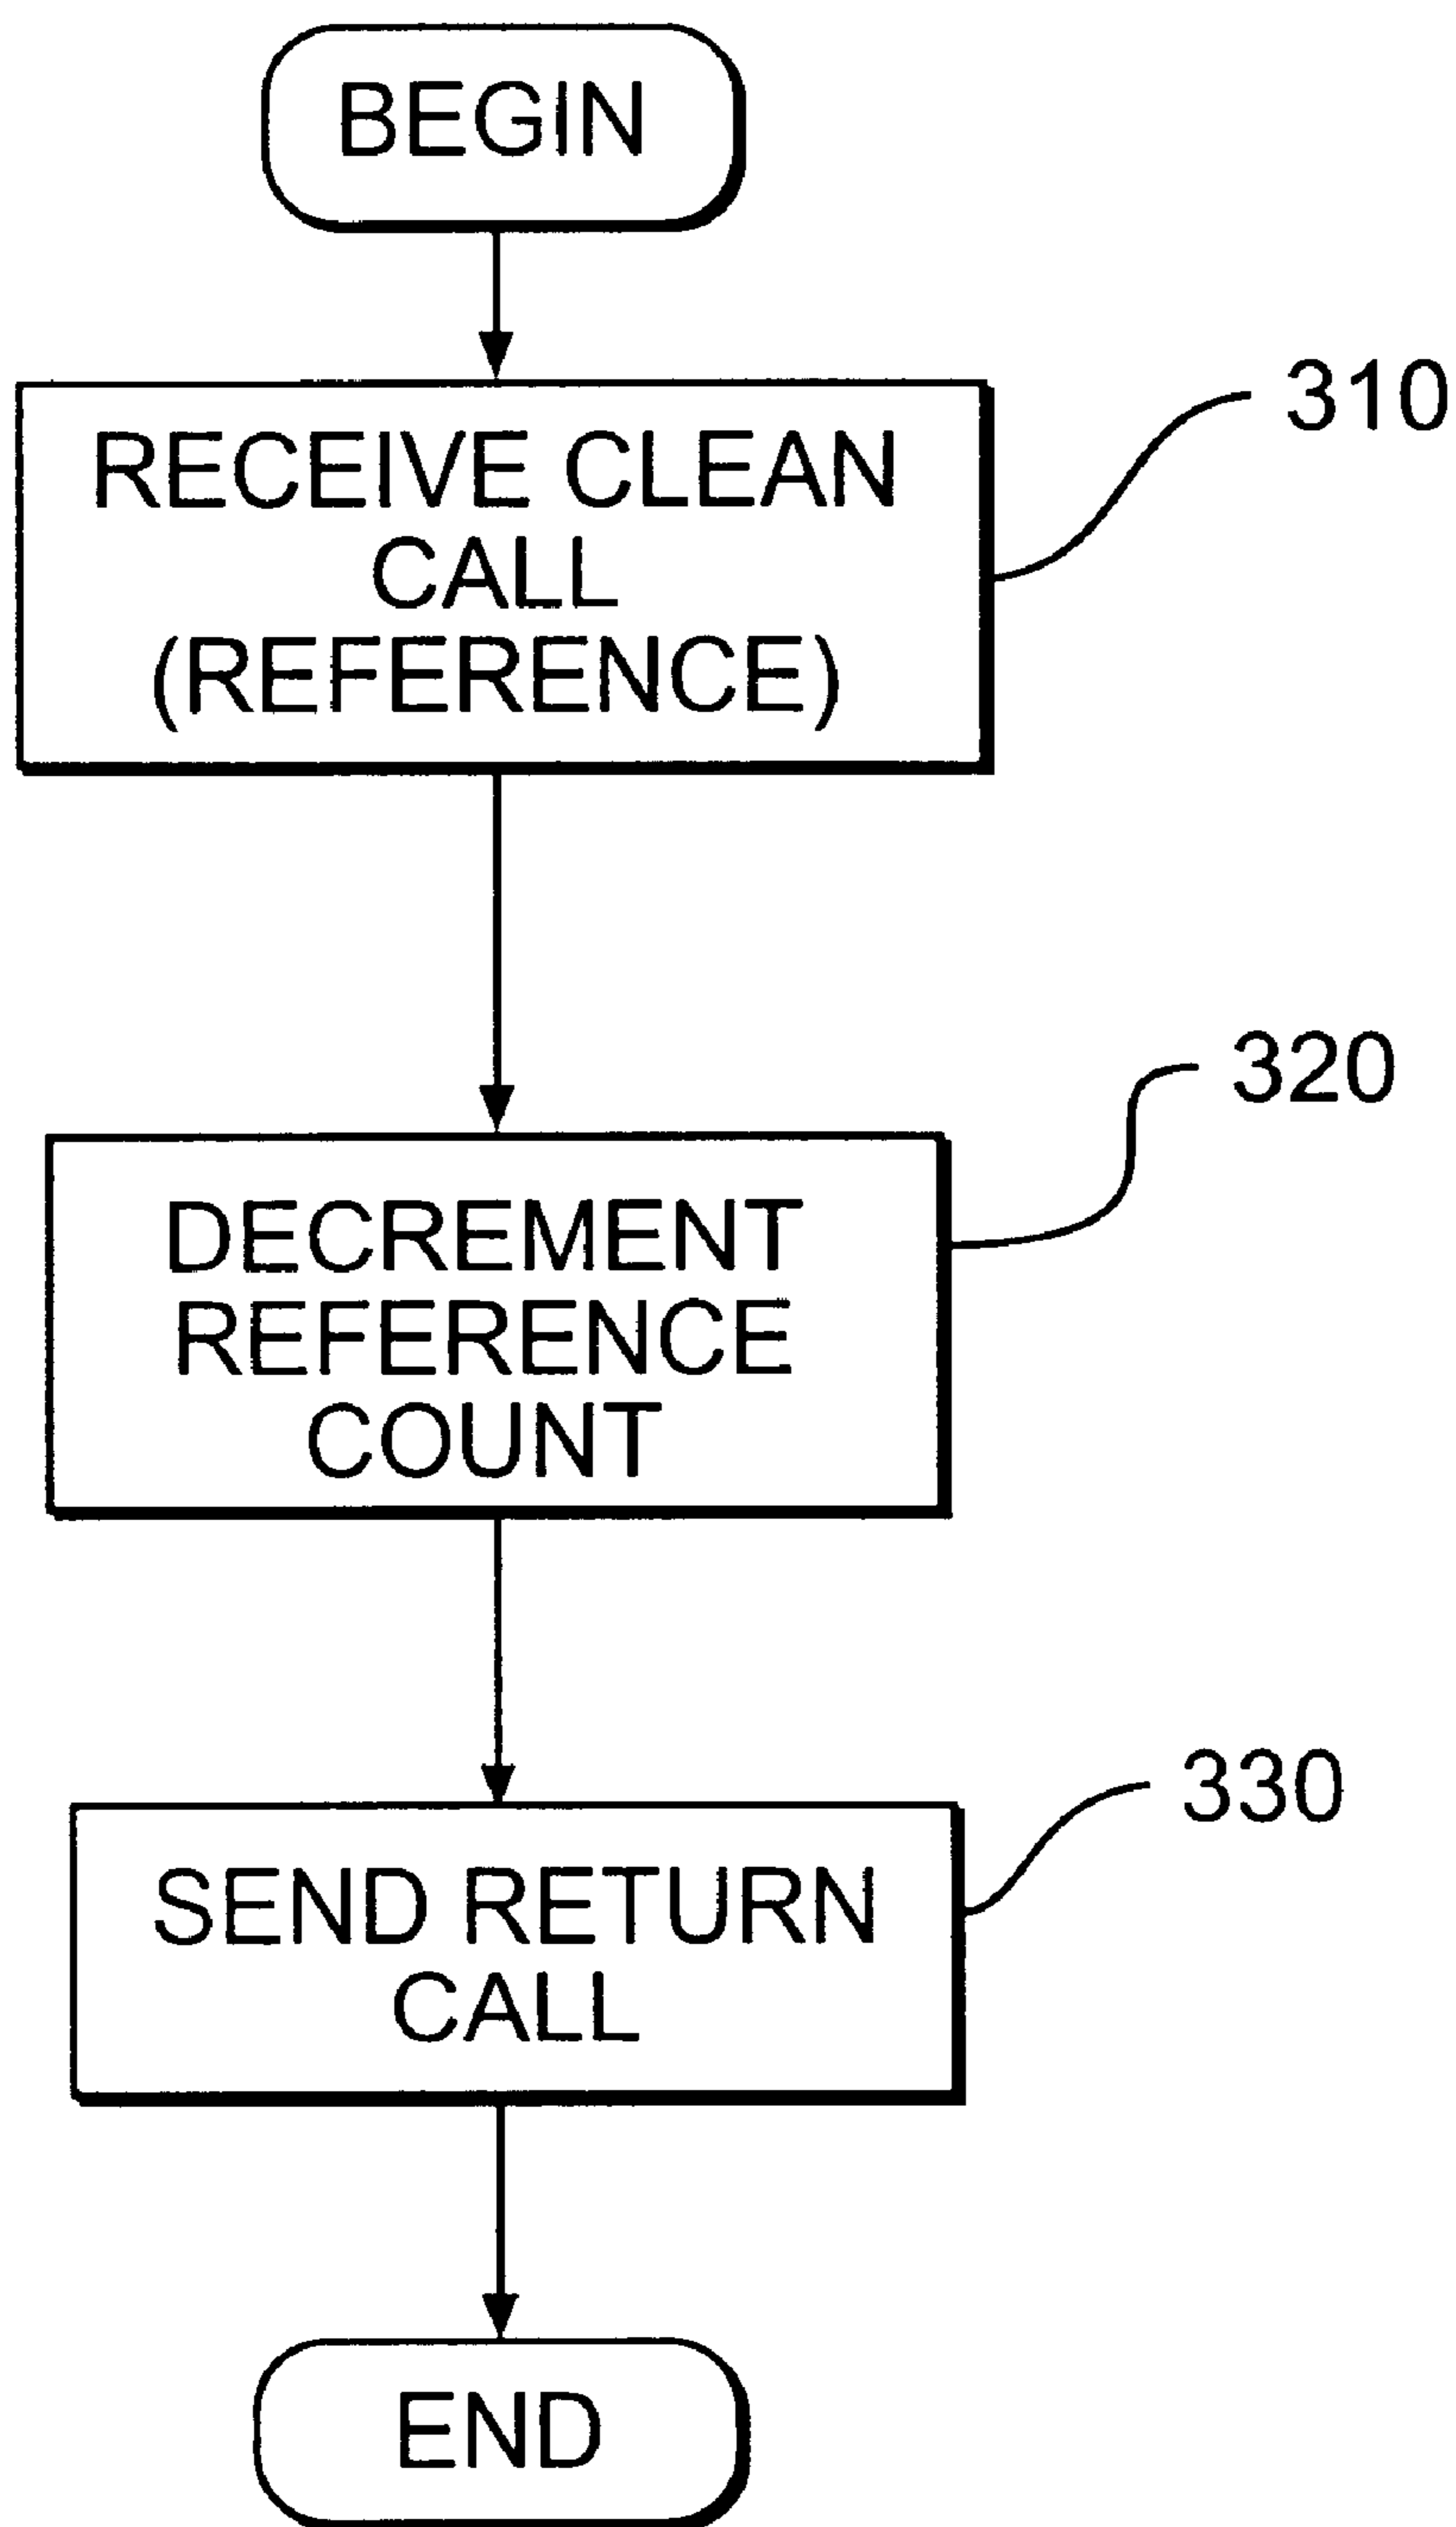 BEGIN
RECEIVE CLEAN
CALL
(REFERENCE)
310
DECREMENT
REFERENCE
COUNT
320
SEND RETURN
CALL
330
END